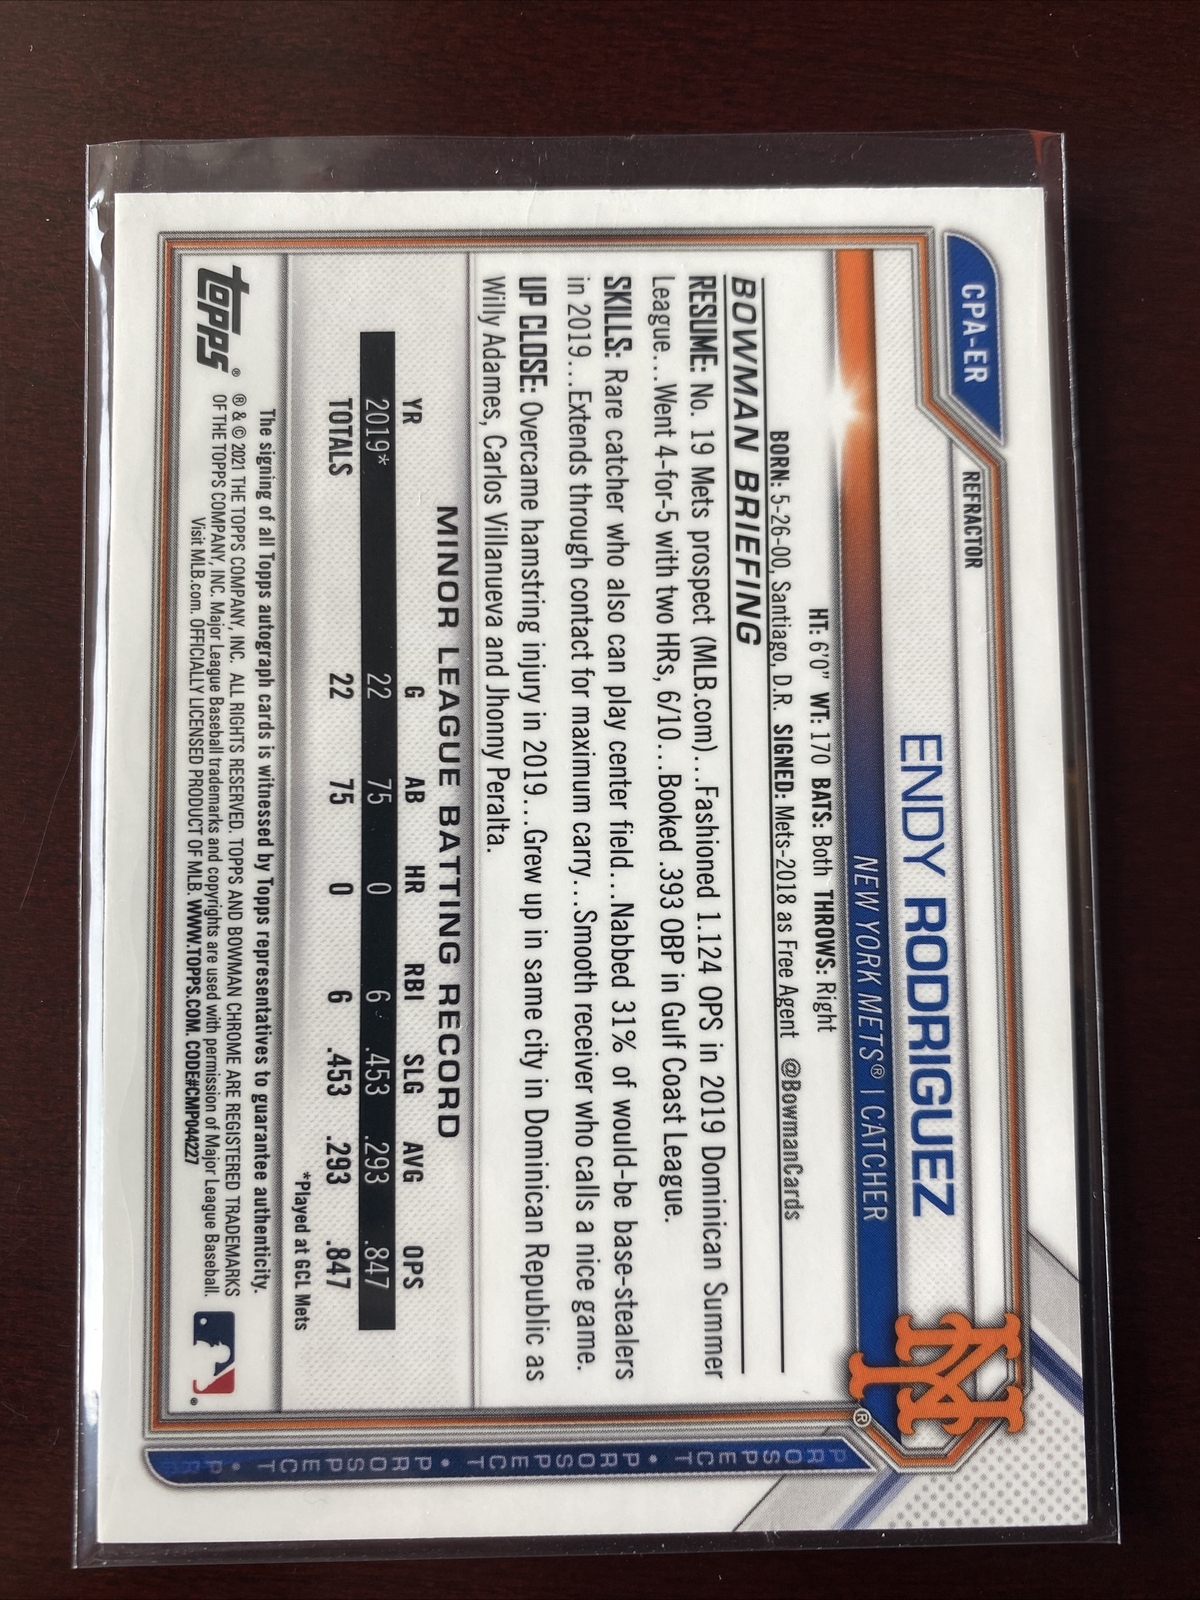 CPA-ER
REFRACTOR
ENDY RODRIGUEZ
NEW YORK METS® | CATCHER
HT: 6'0" WT: 170 BATS: Both THROWS: Right
BORN: 5-26-00, Santiago, D.R. SIGNED: Mets-2018 as Free Agent @BowmanCards
BOWMAN BRIEFING
RESUME: No. 19 Mets prospect (MLB.com)...Fashioned 1.124 OPS in 2019 Dominican Summer
League...Went 4-for-5 with two HRs, 6/10...Booked .393 OBP in Gulf Coast League.
SKILLS: Rare catcher who also can play center field...Nabbed 31% of would-be base-stealers
in 2019...Extends through contact for maximum carry...Smooth receiver who calls a nice game.
UP CLOSE: Overcame hamstring injury in 2019...Grew up in same city in Dominican Republic as
Willy Adames, Carlos Villanueva and Jhonny Peralta.
MINOR LEAGUE BATTING RECORD
YR G AB HR RBI SLG AVG OPS
2019* 22 75 0 6 .453 .293 .847
TOTALS 22 75 0 6 .453 .293 .847
*Played at GCL Mets
The signing of all Topps autograph cards is witnessed by Topps representatives to guarantee authenticity.
® & © 2021 THE TOPPS COMPANY, INC. ALL RIGHTS RESERVED. TOPPS AND BOWMAN CHROME ARE REGISTERED TRADEMARKS
OF THE TOPPS COMPANY, INC. Major League Baseball trademarks and copyrights are used with permission of Major League Baseball.
Visit MLB.com. OFFICIALLY LICENSED PRODUCT OF MLB. WWW.TOPPS.COM. CODE#CMP044227
topps®
NY®
PROSPECT • PROSPECT • PROSPECT • PROSPECT • PR